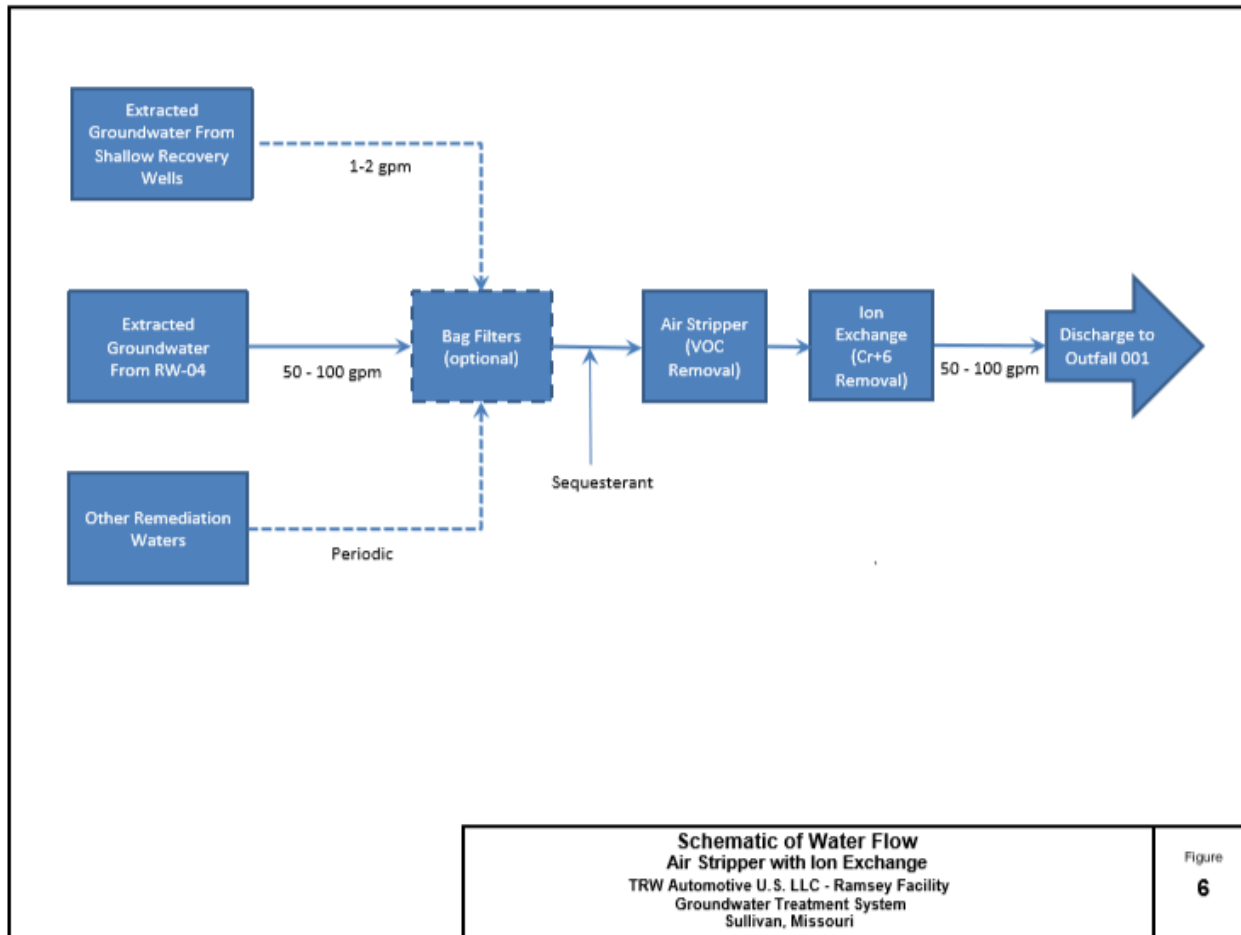 Extracted
Groundwater From
Shallow Recovery
Wells
1-2 gpm
Extracted
Groundwater
From RW-04
50 - 100 gpm
Bag Filters
(optional)
Sequesterant
Air Stripper
(VOC
Removal)
Ion
Exchange
(Cr+6
Removal)
50 - 100 gpm
Discharge to
Outfall 001
Other Remediation
Waters
Periodic
Schematic of Water Flow
Air Stripper with Ion Exchange
TRW Automotive U.S. LLC - Ramsey Facility
Groundwater Treatment System
Sullivan, Missouri
Figure
6